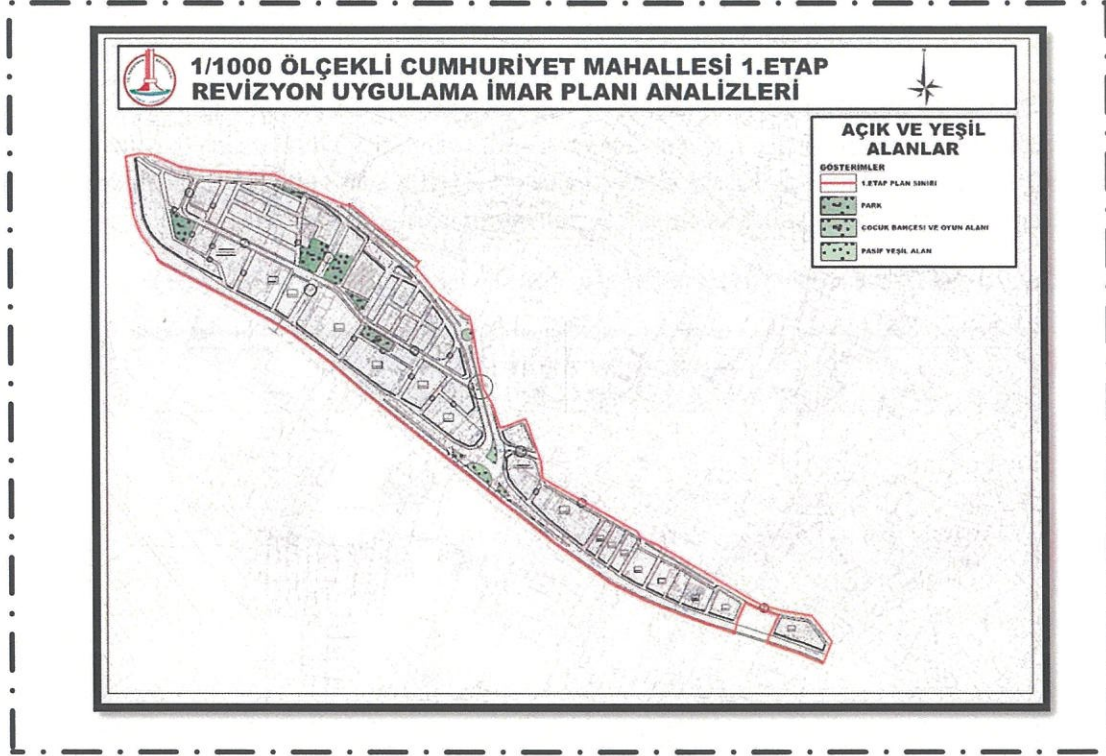 1/1000 ÖLÇEKLİ CUMHURİYET MAHALLESİ 1.ETAP
REVİZYON UYGULAMA İMAR PLANI ANALİZLERİ
AÇIK VE YEŞİL
ALANLAR
GÖSTERİMLER
1.ETAP PLAN SINIRI
PARK
ÇOCUK BAHÇESİ VE OYUN ALANI
PASİF YEŞİL ALAN